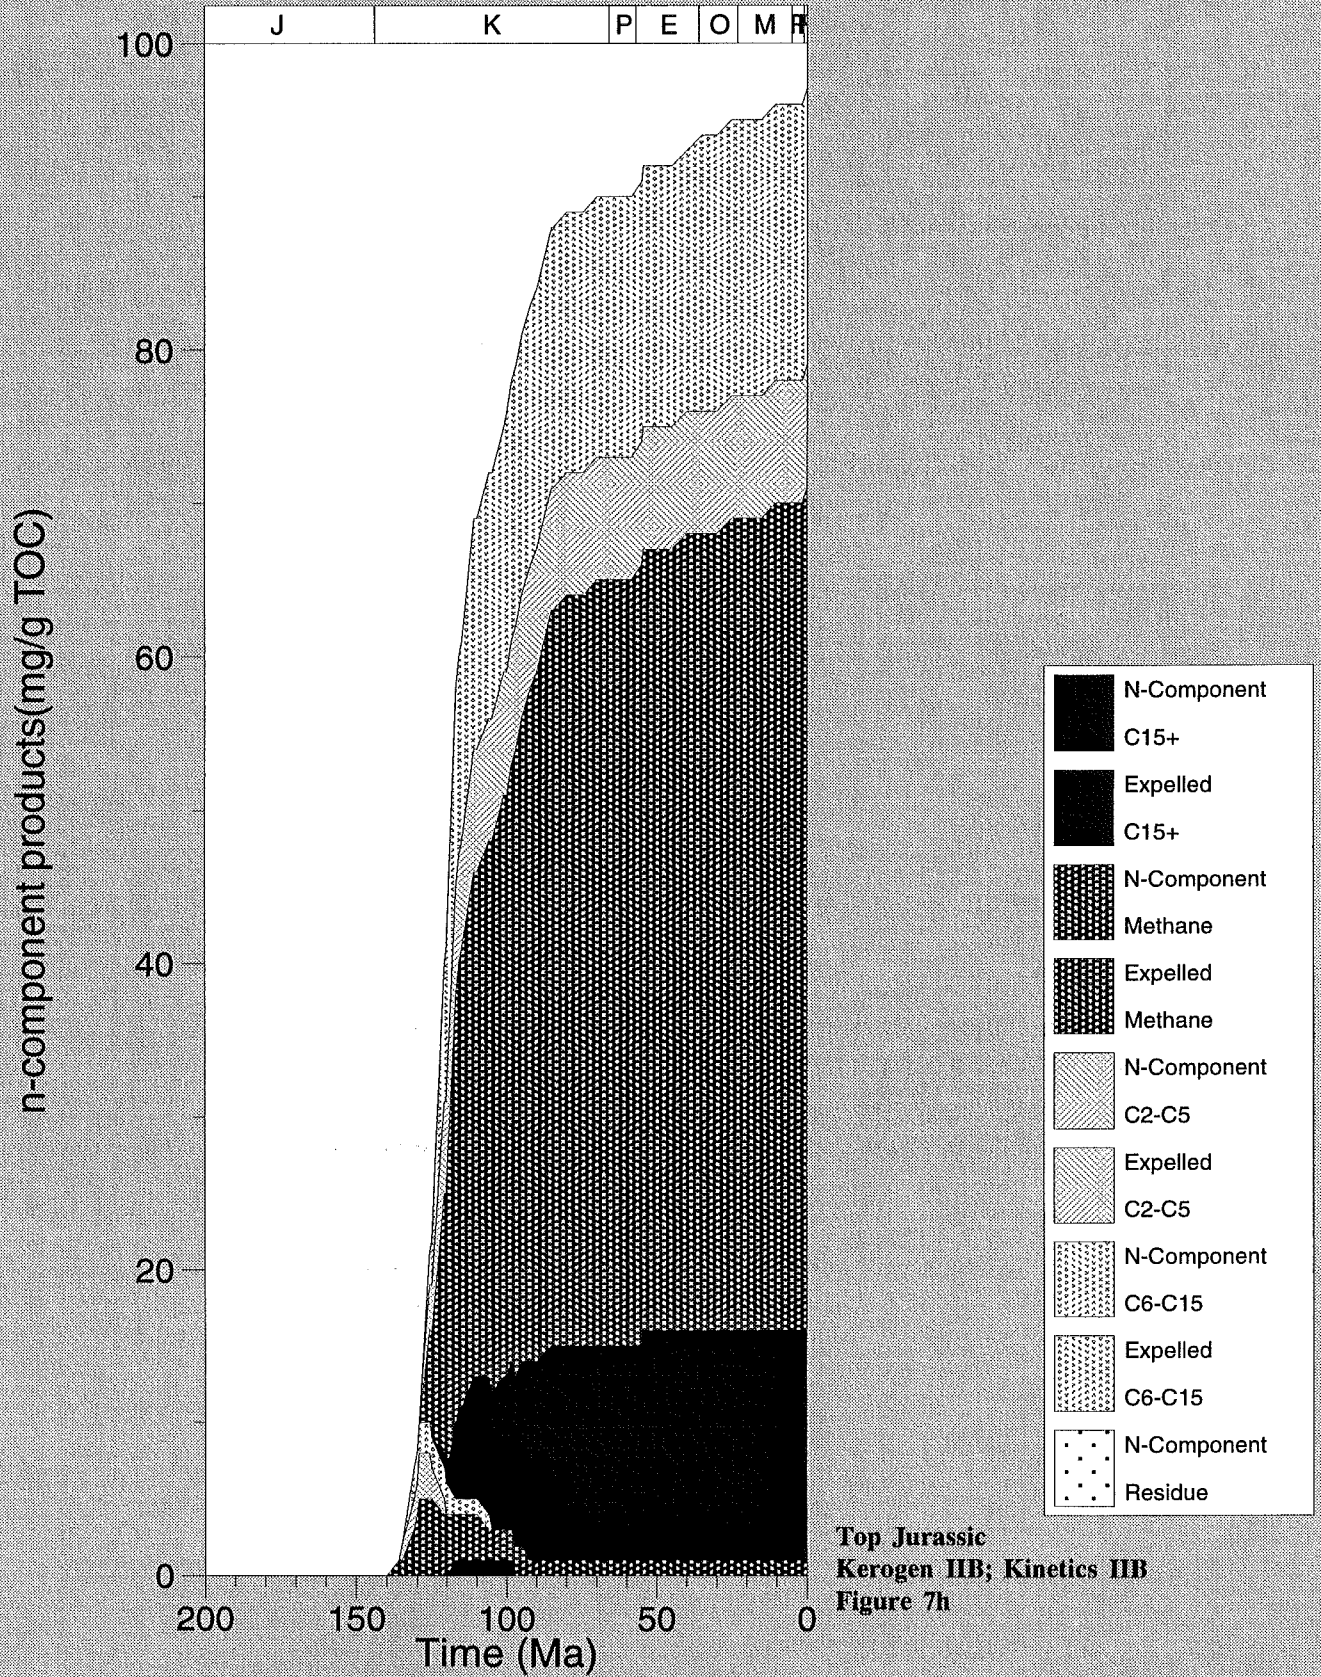 J K P E O M
100
80
60
40
20
0
n-component products(mg/g TOC)
200 150 100 50 0
Time (Ma)
N-Component
C15+
Expelled
C15+
N-Component
Methane
Expelled
Methane
N-Component
C2-C5
Expelled
C2-C5
N-Component
C6-C15
Expelled
C6-C15
N-Component
Residue
Top Jurassic
Kerogen IIB; Kinetics IIB
Figure 7h